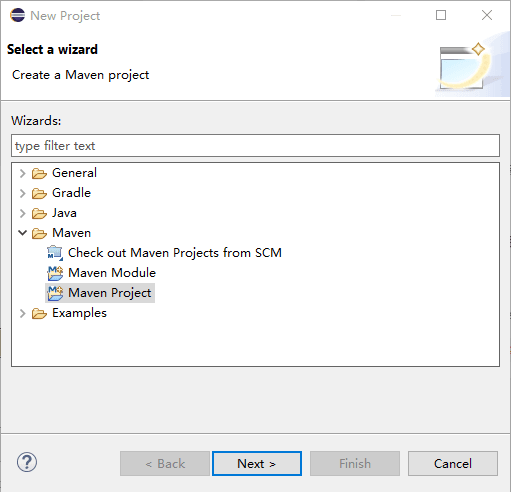 New Project
Select a wizard
Create a Maven project
Wizards:
type filter text
General
Gradle
Java
Maven
Check out Maven Projects from SCM
Maven Module
Maven Project
Examples
?
< Back
Next >
Finish
Cancel